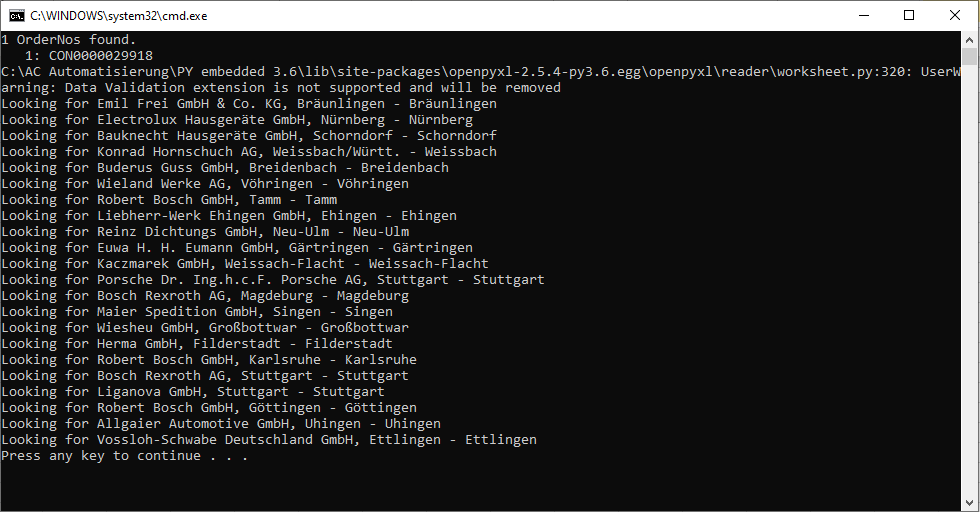 C:\WINDOWS\system32\cmd.exe
1 OrderNos found.
   1: CON0000029918
C:\AC Automatisierung\PY embedded 3.6\lib\site-packages\openpyxl-2.5.4-py3.6.egg\openpyxl\reader\worksheet.py:320: UserW
arning: Data Validation extension is not supported and will be removed
Looking for Emil Frei GmbH & Co. KG, Bräunlingen - Bräunlingen
Looking for Electrolux Hausgeräte GmbH, Nürnberg - Nürnberg
Looking for Bauknecht Hausgeräte GmbH, Schorndorf - Schorndorf
Looking for Konrad Hornschuch AG, Weissbach/Württ. - Weissbach
Looking for Buderus Guss GmbH, Breidenbach - Breidenbach
Looking for Wieland Werke AG, Vöhringen - Vöhringen
Looking for Robert Bosch GmbH, Tamm - Tamm
Looking for Liebherr-Werk Ehingen GmbH, Ehingen - Ehingen
Looking for Reinz Dichtungs GmbH, Neu-Ulm - Neu-Ulm
Looking for Euwa H. H. Eumann GmbH, Gärtringen - Gärtringen
Looking for Kaczmarek GmbH, Weissach-Flacht - Weissach-Flacht
Looking for Porsche Dr. Ing.h.c.F. Porsche AG, Stuttgart - Stuttgart
Looking for Bosch Rexroth AG, Magdeburg - Magdeburg
Looking for Maier Spedition GmbH, Singen - Singen
Looking for Wiesheu GmbH, Großbottwar - Großbottwar
Looking for Herma GmbH, Filderstadt - Filderstadt
Looking for Robert Bosch GmbH, Karlsruhe - Karlsruhe
Looking for Bosch Rexroth AG, Stuttgart - Stuttgart
Looking for Liganova GmbH, Stuttgart - Stuttgart
Looking for Robert Bosch GmbH, Göttingen - Göttingen
Looking for Allgaier Automotive GmbH, Uhingen - Uhingen
Looking for Vossloh-Schwabe Deutschland GmbH, Ettlingen - Ettlingen
Press any key to continue . . .